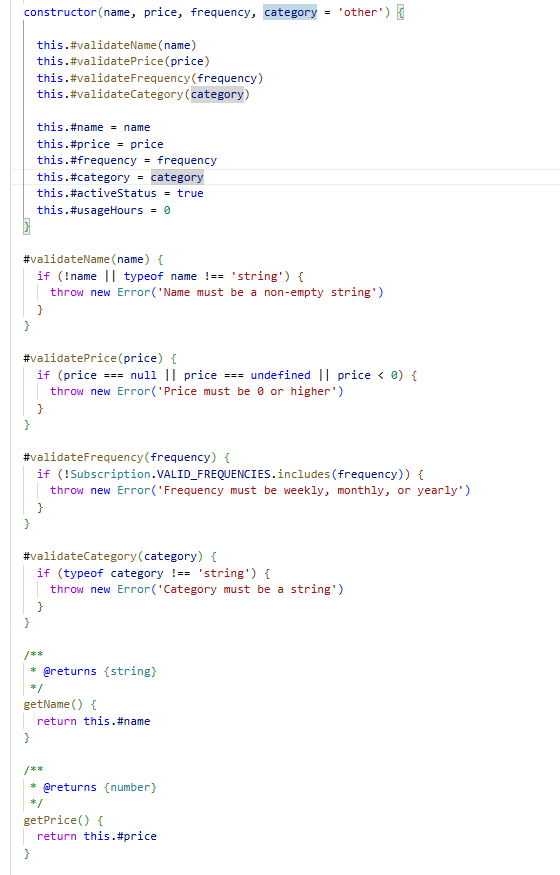 constructor(name, price, frequency, category = 'other') {
this.#validateName(name)
this.#validatePrice(price)
this.#validateFrequency(frequency)
this.#validateCategory(category)
this.#name = name
this.#price = price
this.#frequency = frequency
this.#category = category
this.#activeStatus = true
this.#usageHours = 0
}
#validateName(name) {
if (!name || typeof name !== 'string') {
throw new Error('Name must be a non-empty string')
}
}
#validatePrice(price) {
if (price === null || price === undefined || price < 0) {
throw new Error('Price must be 0 or higher')
}
}
#validateFrequency(frequency) {
if (!Subscription.VALID_FREQUENCIES.includes(frequency)) {
throw new Error('Frequency must be weekly, monthly, or yearly')
}
}
#validateCategory(category) {
if (typeof category !== 'string') {
throw new Error('Category must be a string')
}
}
/**
* @returns {string}
*/
getName() {
return this.#name
}
/**
* @returns {number}
*/
getPrice() {
return this.#price
}